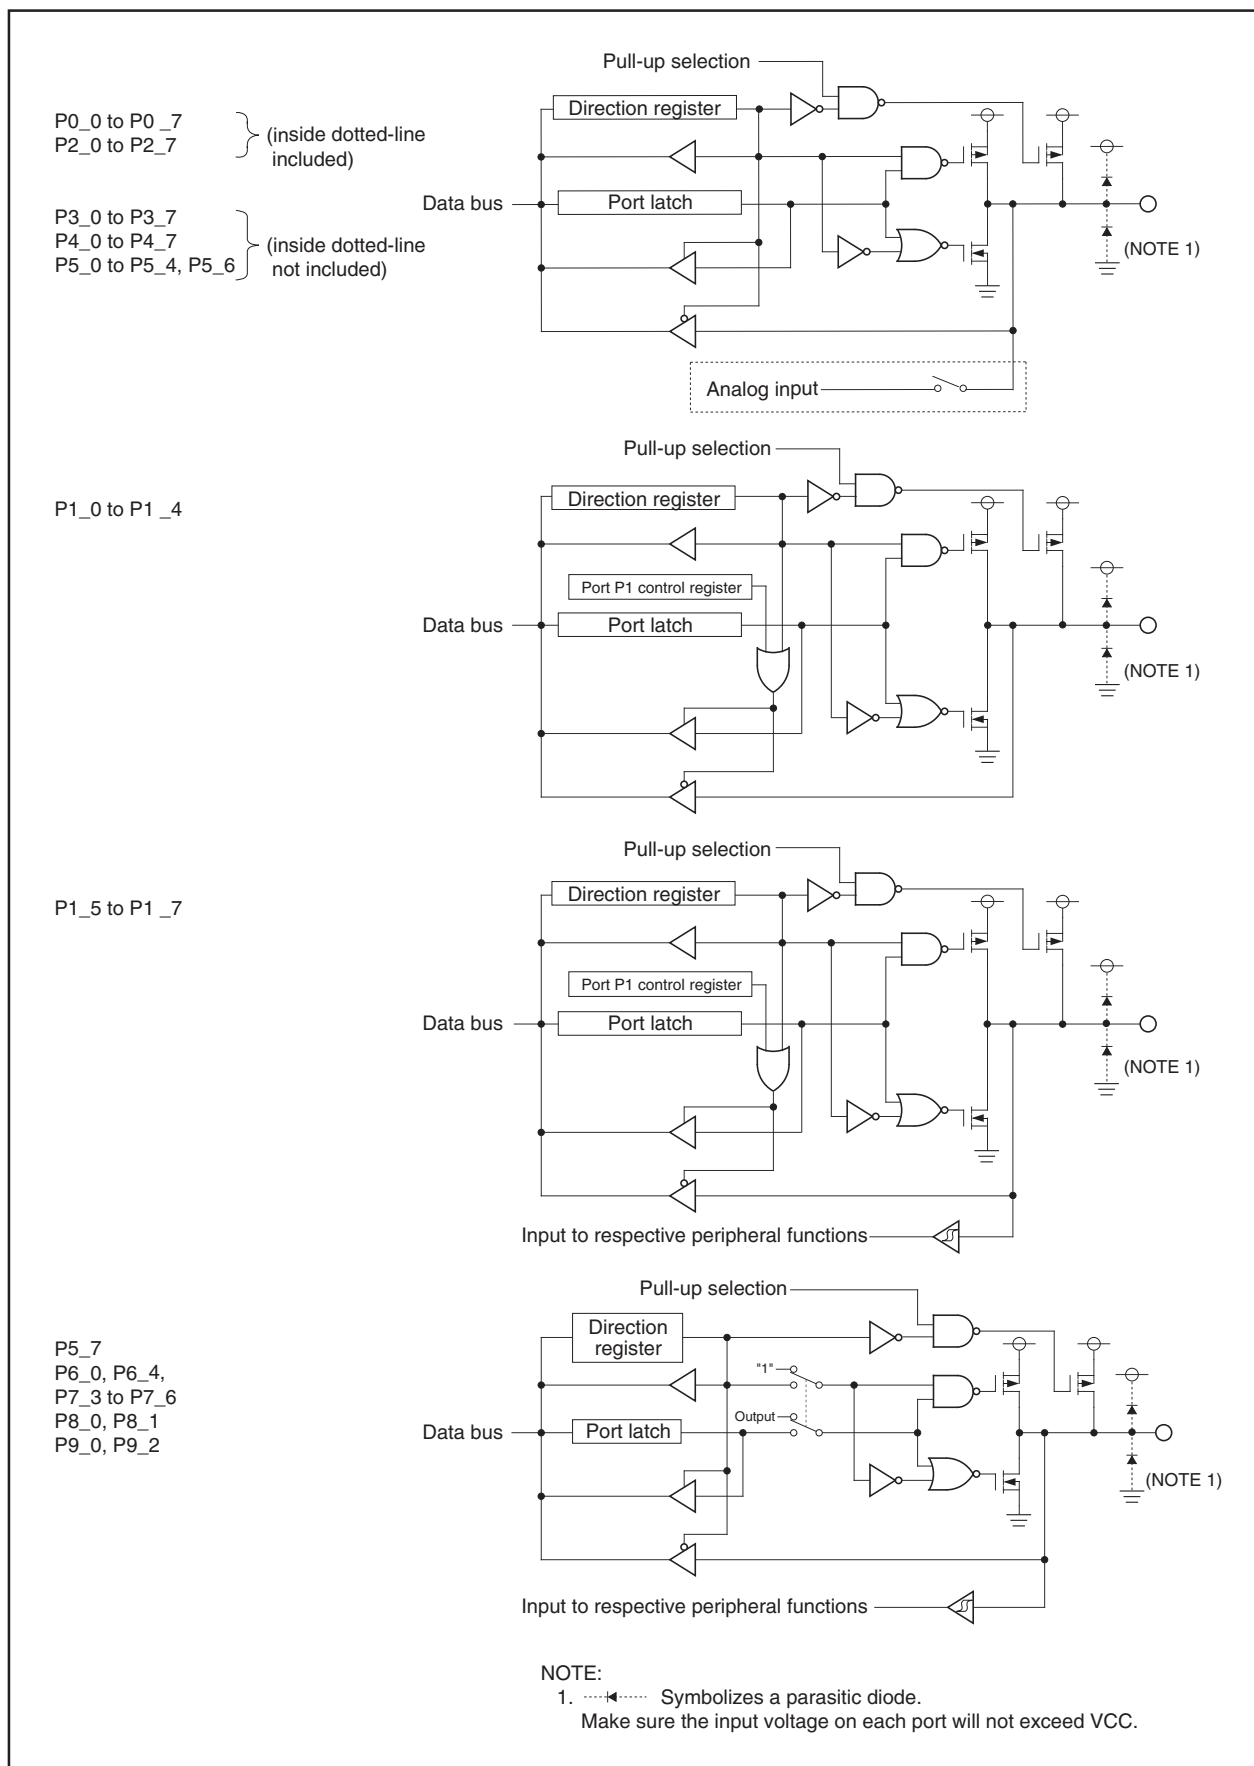 Pull-up selection
Direction register
P0_0 to P0 _7
P2_0 to P2_7
(inside dotted-line
included)
Data bus
Port latch
P3_0 to P3_7
P4_0 to P4_7
P5_0 to P5_4, P5_6
(inside dotted-line
not included)
(NOTE 1)
Analog input
Pull-up selection
P1_0 to P1 _4
Direction register
Port P1 control register
Data bus
Port latch
(NOTE 1)
Pull-up selection
P1_5 to P1 _7
Direction register
Port P1 control register
Data bus
Port latch
(NOTE 1)
Input to respective peripheral functions
Pull-up selection
Direction
register
P5_7
P6_0, P6_4,
P7_3 to P7_6
P8_0, P8_1
P9_0, P9_2
"1"
Output
Data bus
Port latch
(NOTE 1)
Input to respective peripheral functions
NOTE:
1. Symbolizes a parasitic diode.
Make sure the input voltage on each port will not exceed VCC.